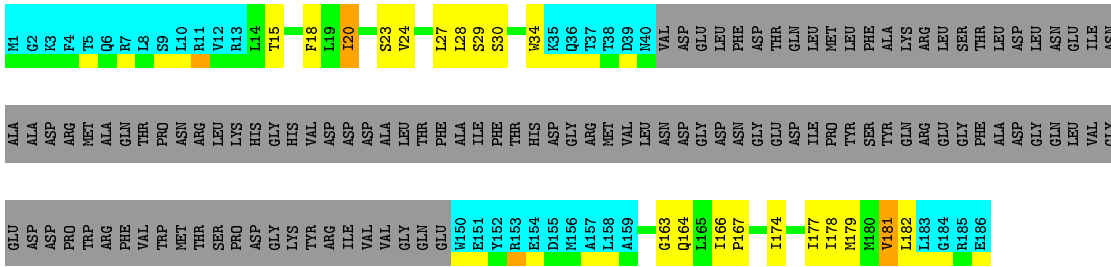 M1 G2 K3 F4 T5 Q6 R7 L8 S9 L10 R11 V12 R13 L14 T15 F18 L19 I20 S23 V24 L27 L28 S29 S30 W34 K35 Q36 T37 T38 D39 N40 VAL ASP GLU LEU PHE ASP THR GLN LEU MET LEU PHE ALA LYS ARG LEU SER THR LEU ASP LEU ASN GLU ILE ASN
ALA ALA ASP ARG MET ALA GLN THR PRO ASN ARG LEU LYS HIS GLY HIS VAL ASP ASP ASP ALA LEU THR PHE ALA ILE PHE THR HIS ASP GLY ARG MET VAL LEU ASN ASP GLY ASP ASN GLY GLU ASP ILE PRO TYR SER TYR GLN ARG GLU GLY PHE ALA ASP GLY GLN LEU VAL
GLU ASP ASP PRO TRP ARG PHE VAL TRP MET THR SER PRO ASP GLY LYS TYR ARG ILE VAL VAL GLY GLN GLU W150 E151 Y152 R153 E154 D155 M156 A157 L158 A159 G163 Q164 L165 I166 P167 I174 I177 I178 M179 M180 V181 L182 L183 G184 R185 E186